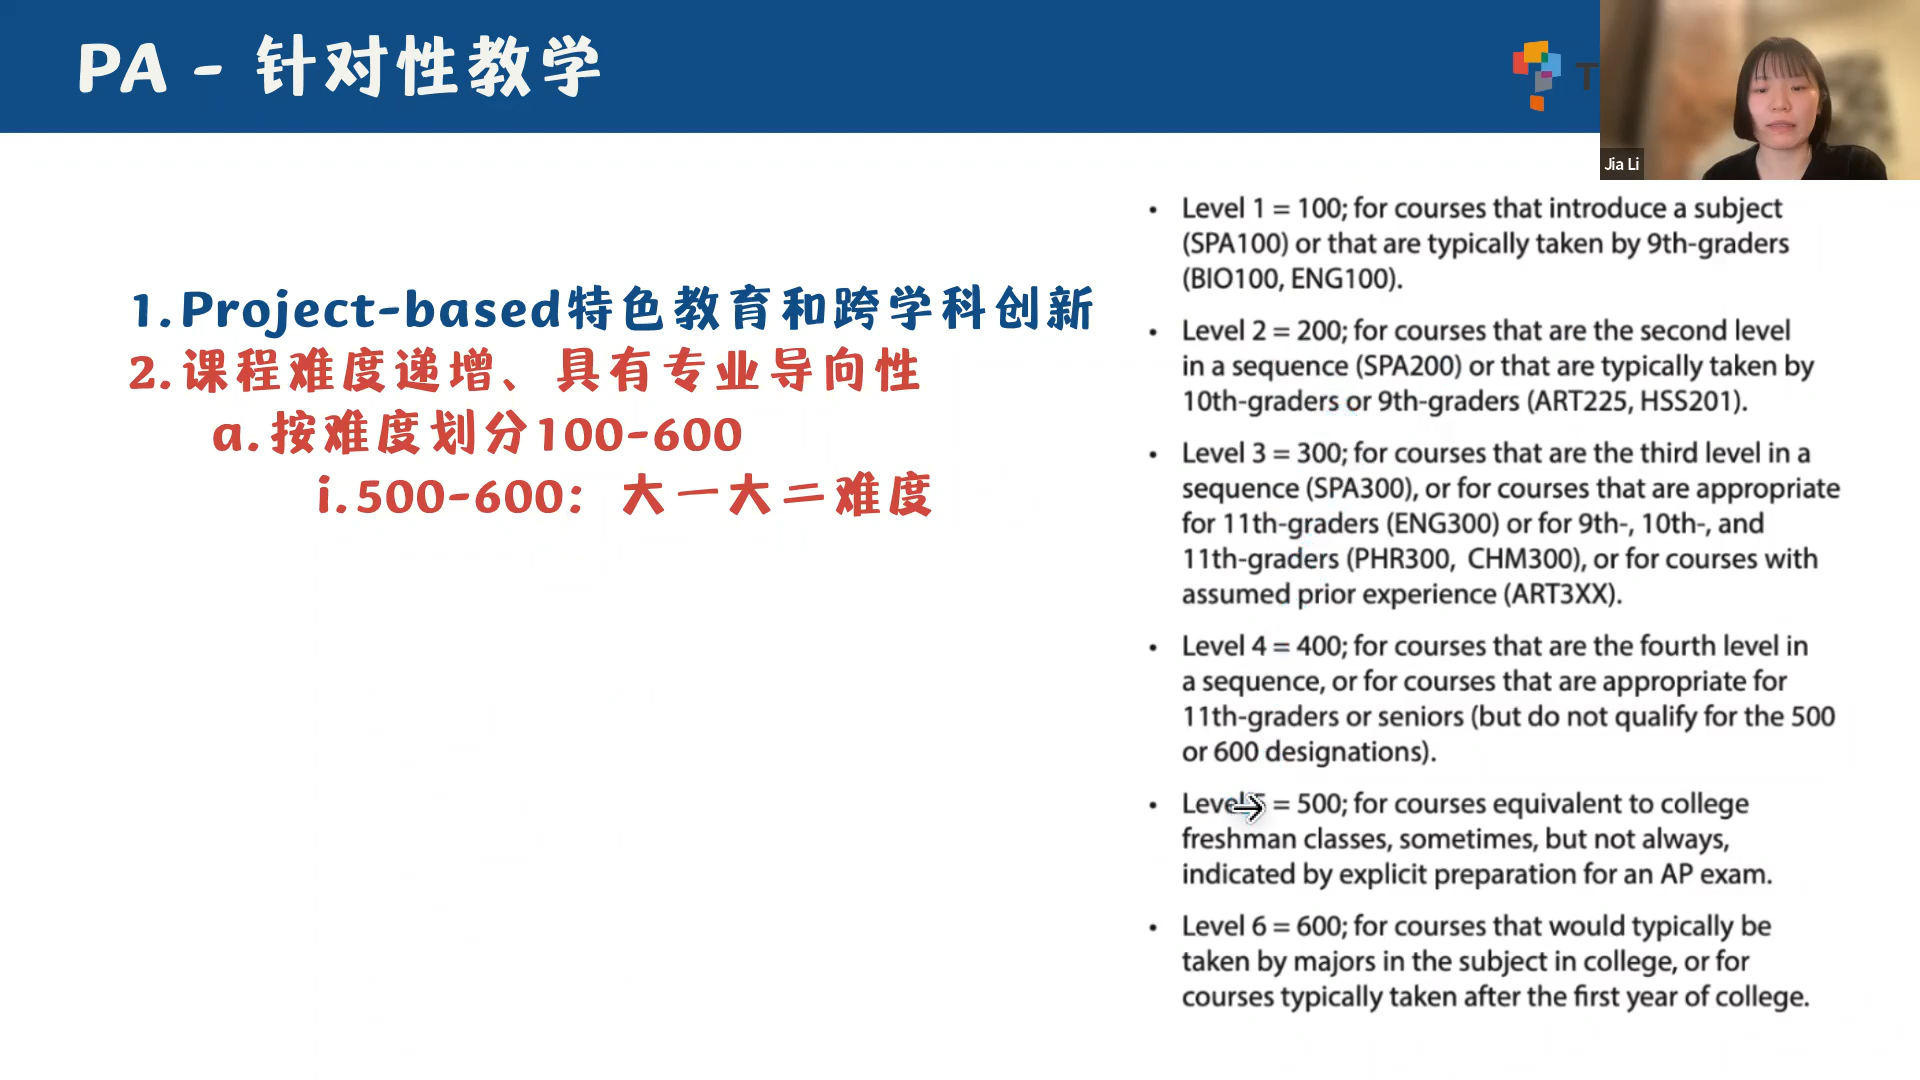 PA - 针对性教学
T
Jia Li
1.Project-based特色教育和跨学科创新
2.课程难度递增、具有专业导向性
a.按难度划分100-600
i.500-600：大一大二难度
• Level 1 = 100; for courses that introduce a subject
(SPA100) or that are typically taken by 9th-graders
(BIO100, ENG100).
• Level 2 = 200; for courses that are the second level
in a sequence (SPA200) or that are typically taken by
10th-graders or 9th-graders (ART225, HSS201).
• Level 3 = 300; for courses that are the third level in a
sequence (SPA300), or for courses that are appropriate
for 11th-graders (ENG300) or for 9th-, 10th-, and
11th-graders (PHR300, CHM300), or for courses with
assumed prior experience (ART3XX).
• Level 4 = 400; for courses that are the fourth level in
a sequence, or for courses that are appropriate for
11th-graders or seniors (but do not qualify for the 500
or 600 designations).
• Level 5 = 500; for courses equivalent to college
freshman classes, sometimes, but not always,
indicated by explicit preparation for an AP exam.
• Level 6 = 600; for courses that would typically be
taken by majors in the subject in college, or for
courses typically taken after the first year of college.